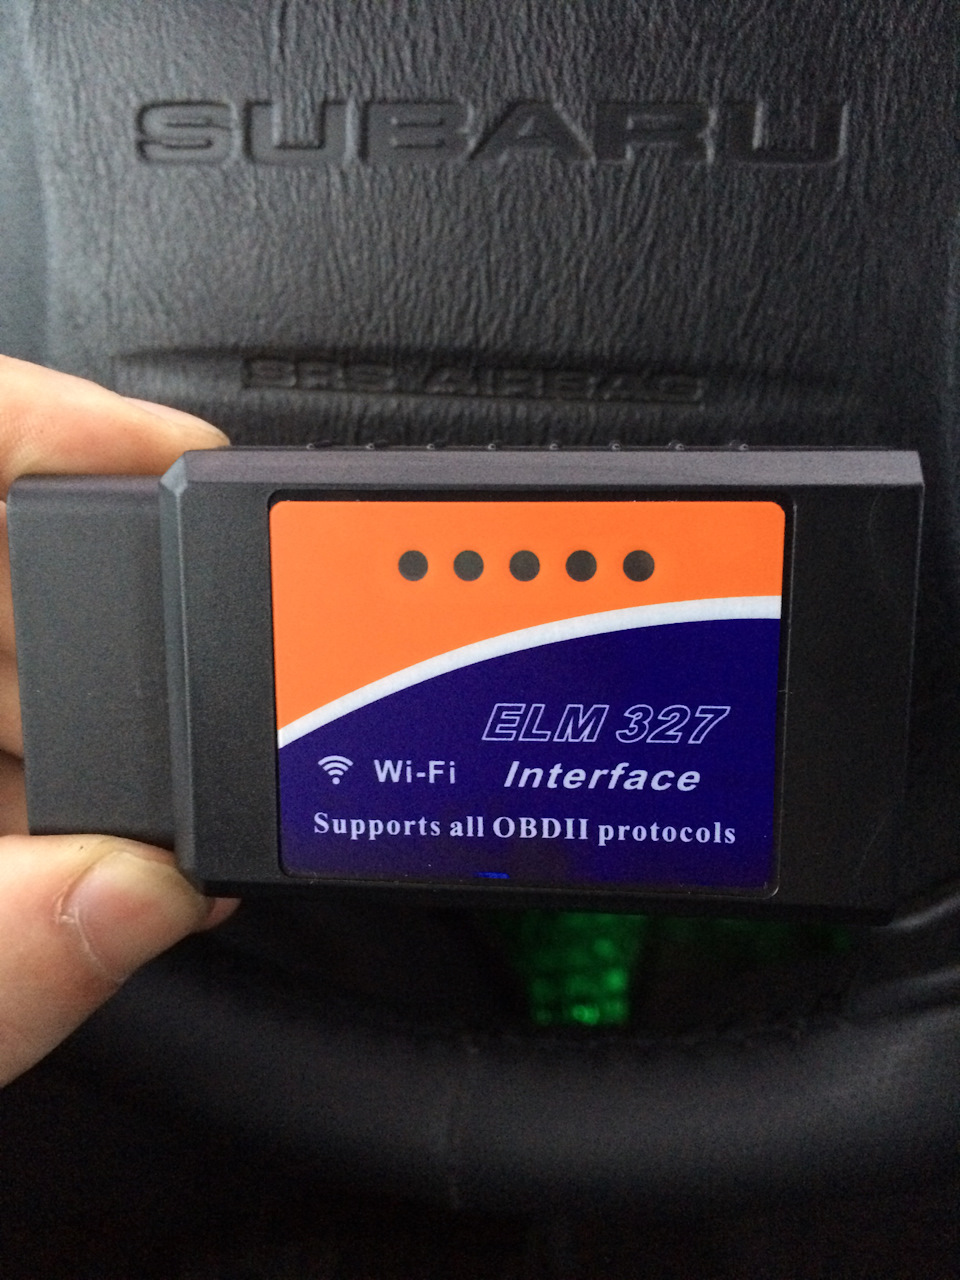 SUBARU
SRS AIRBAG
ELM 327
Wi-Fi Interface
Supports all OBDII protocols